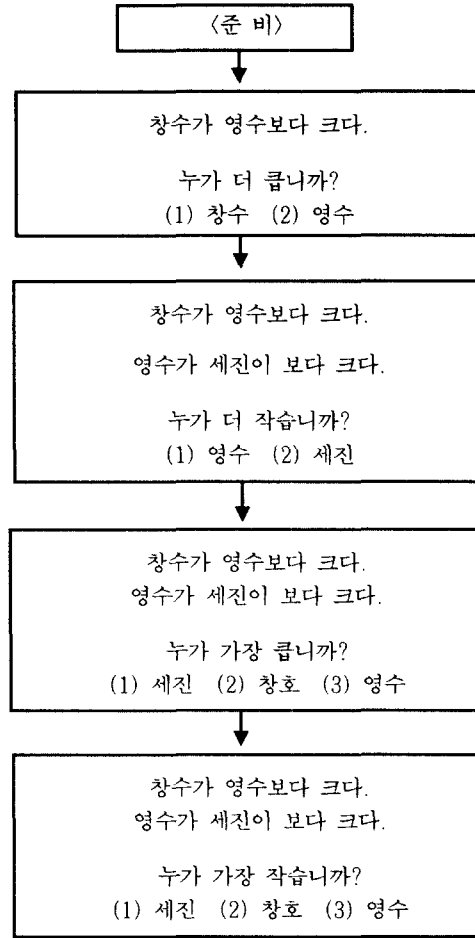 〈준 비〉
창수가 영수보다 크다.
누가 더 큽니까?
(1) 창수 (2) 영수
창수가 영수보다 크다.
영수가 세진이 보다 크다.
누가 더 작습니까?
(1) 영수 (2) 세진
창수가 영수보다 크다.
영수가 세진이 보다 크다.
누가 가장 큽니까?
(1) 세진 (2) 창호 (3) 영수
창수가 영수보다 크다.
영수가 세진이 보다 크다.
누가 가장 작습니까?
(1) 세진 (2) 창호 (3) 영수